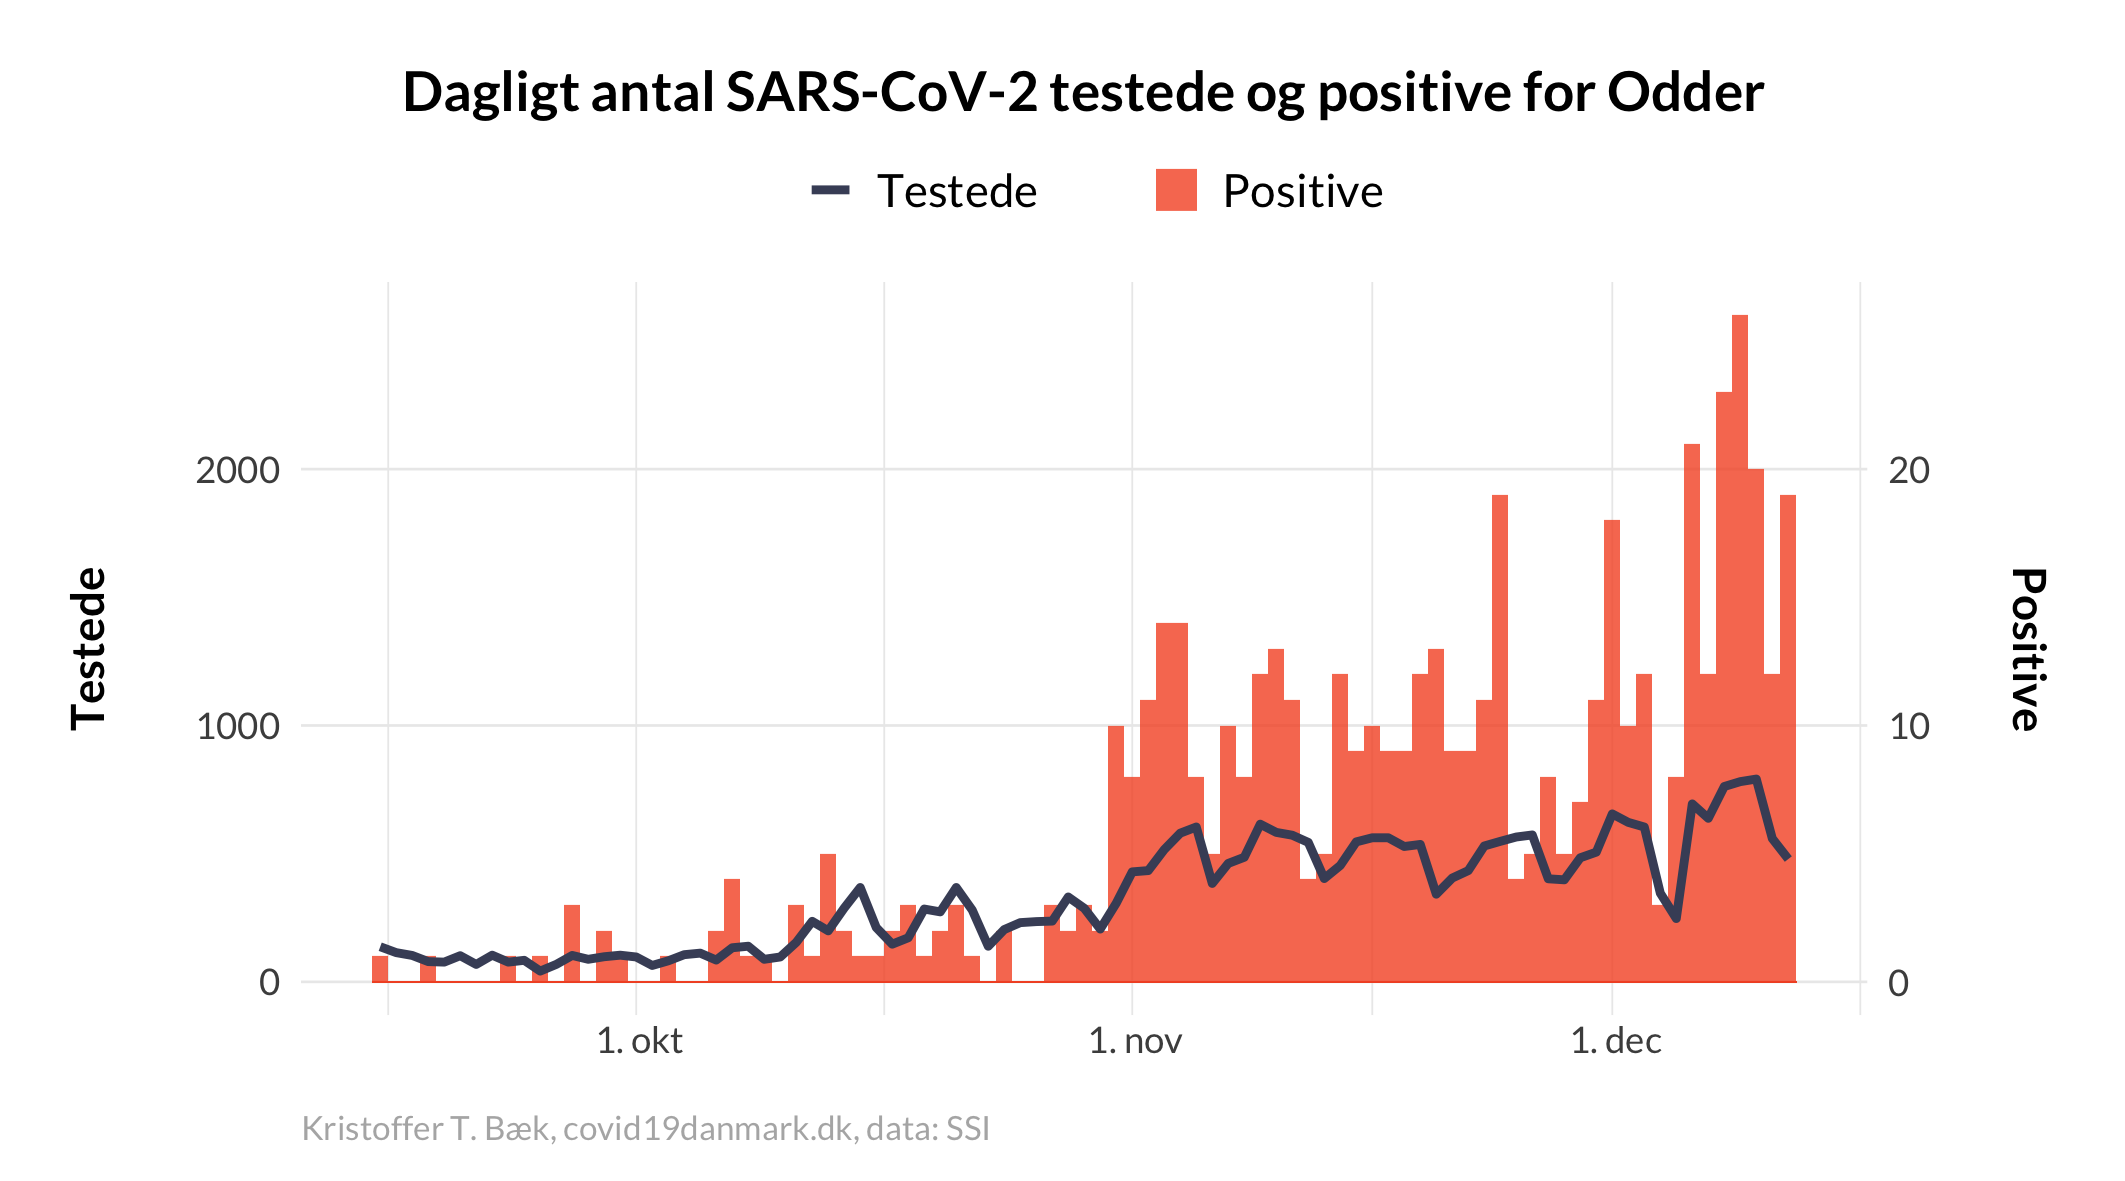 Dagligt antal SARS-CoV-2 testede og positive for Odder
Testede
Positive
2000
1000
0
Testede
20
10
0
Positive
1. okt
1. nov
1. dec
Kristoffer T. Bæk, covid19danmark.dk, data: SSI